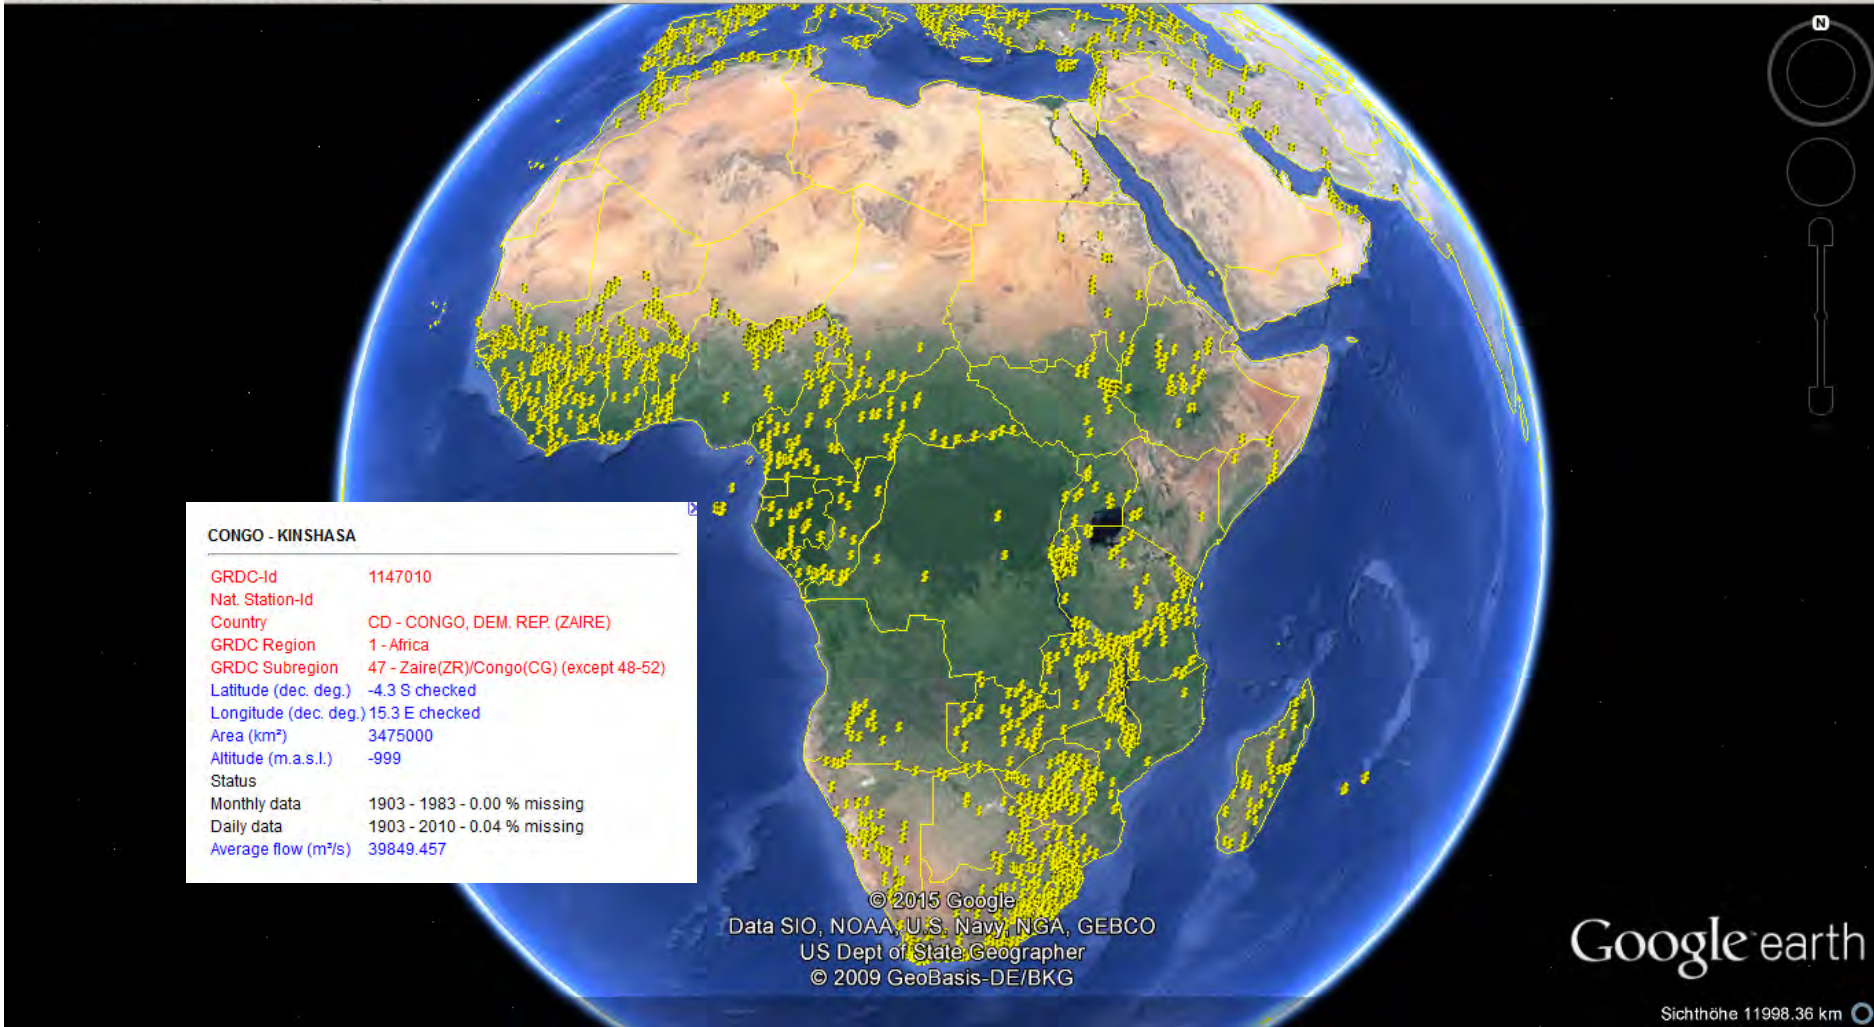 N
CONGO - KINSHASA
GRDC-Id 1147010
Nat. Station-Id
Country CD - CONGO, DEM. REP. (ZAIRE)
GRDC Region 1 - Africa
GRDC Subregion 47 - Zaire(ZR)/Congo(CG) (except 48-52)
Latitude (dec. deg.) -4.3 S checked
Longitude (dec. deg.) 15.3 E checked
Area (km²) 3475000
Altitude (m.a.s.l.) -999
Status
Monthly data 1903 - 1983 - 0.00 % missing
Daily data 1903 - 2010 - 0.04 % missing
Average flow (m³/s) 39849.457
© 2015 Google
Data SIO, NOAA, U.S. Navy, NGA, GEBCO
US Dept of State Geographer
© 2009 GeoBasis-DE/BKG
Google earth
Sichthöhe 11998.36 km